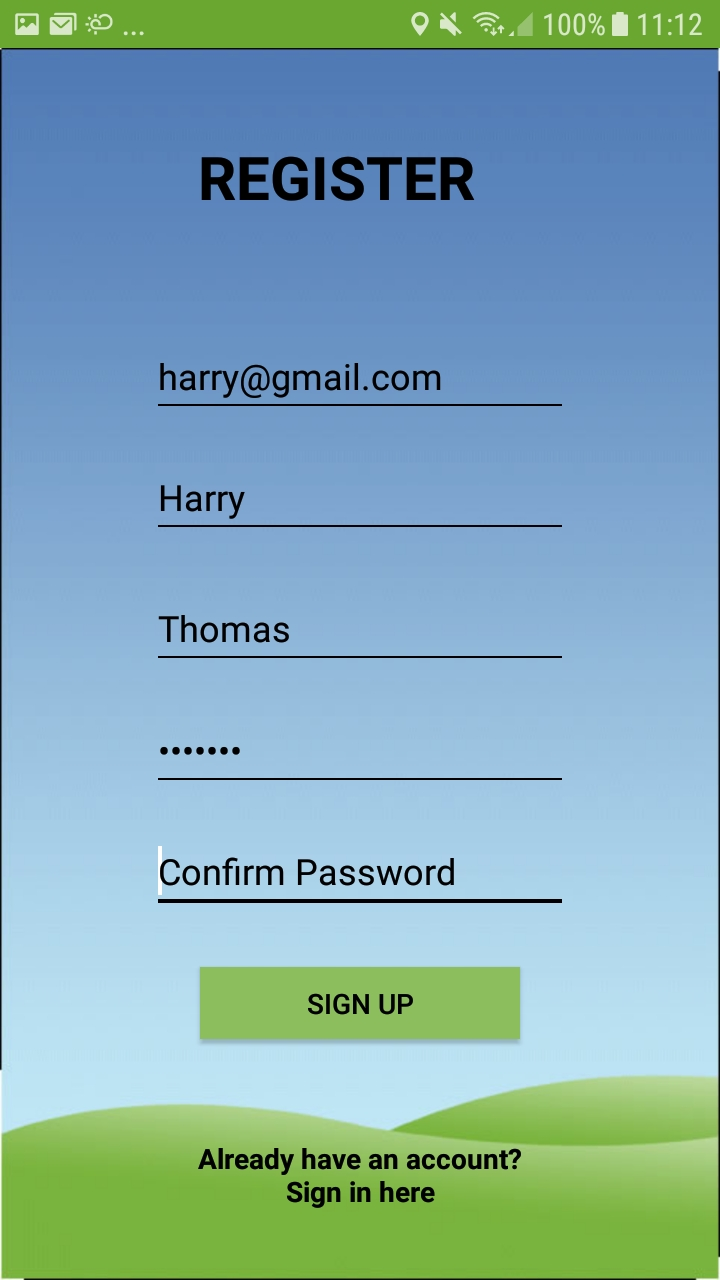 ... 100% 11:12
REGISTER
harry@gmail.com
Harry
Thomas
•••••••
Confirm Password
SIGN UP
Already have an account?
Sign in here